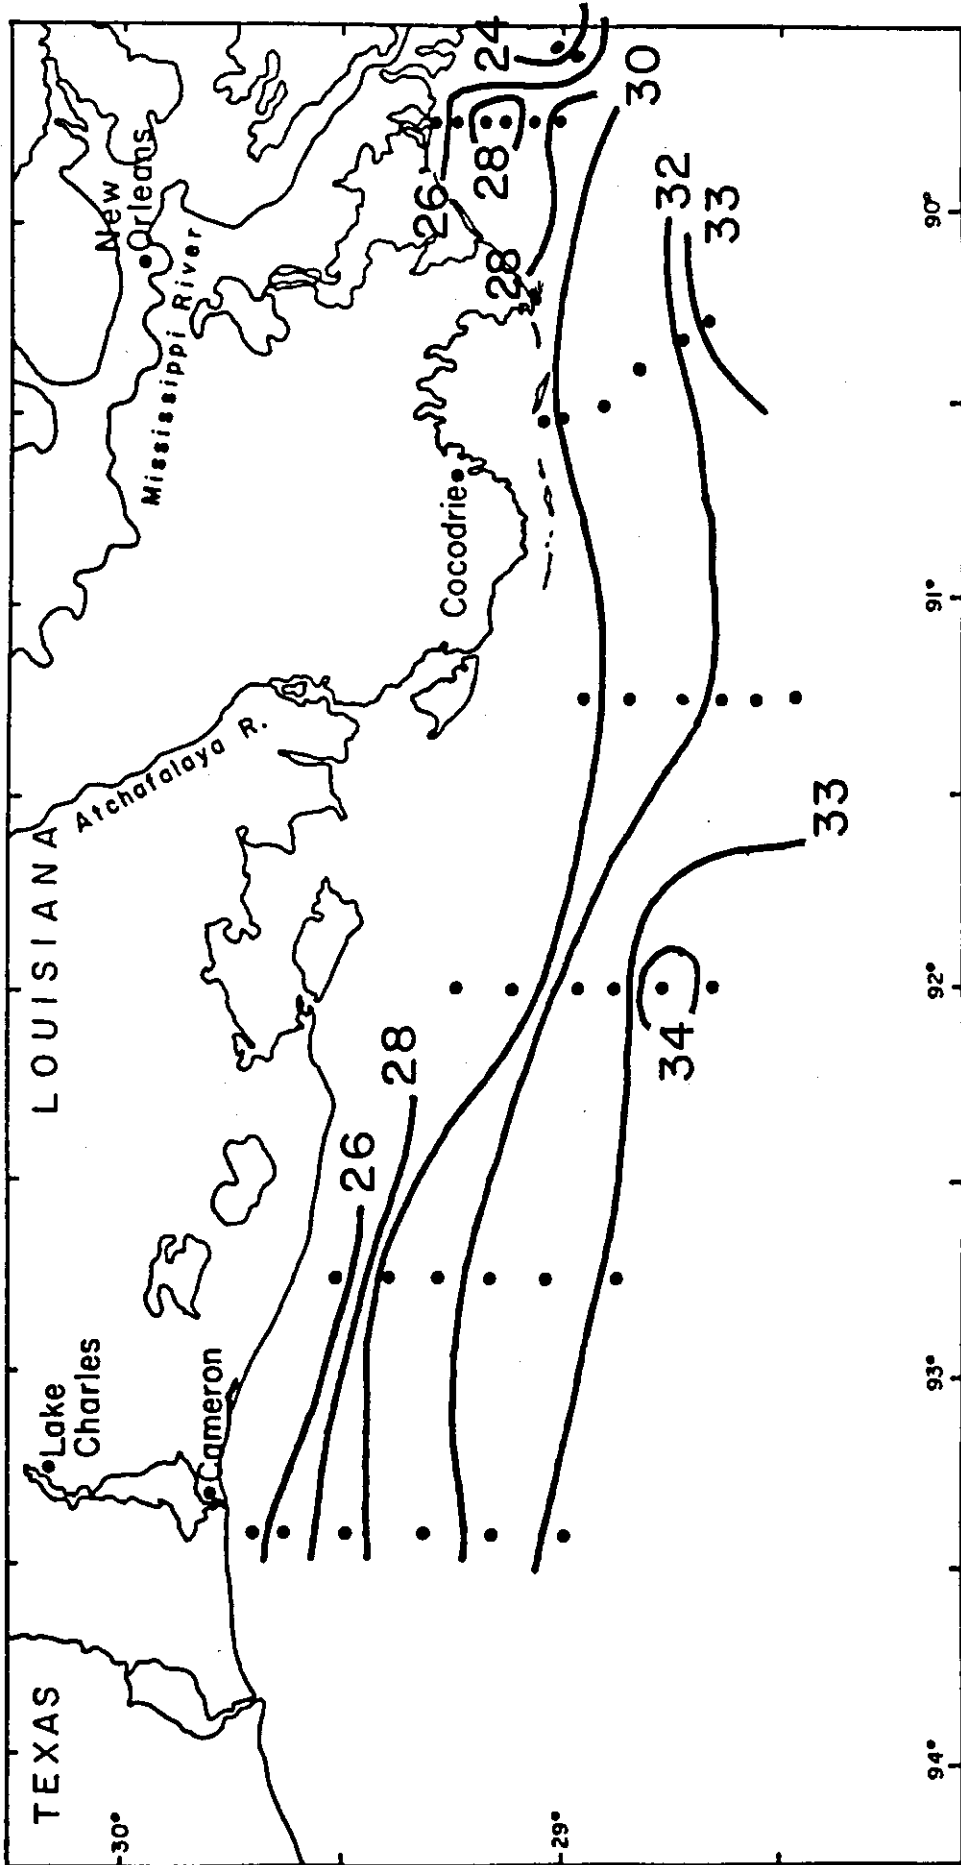 TEXAS
LOUISIANA
Lake
Charles
Cameron
Atchafalaya R.
Mississippi River
New
Orleans
Cocodrie
26
28
33
34
28
26
28
24
30
32
33
30°
29°
94°
93°
92°
91°
90°